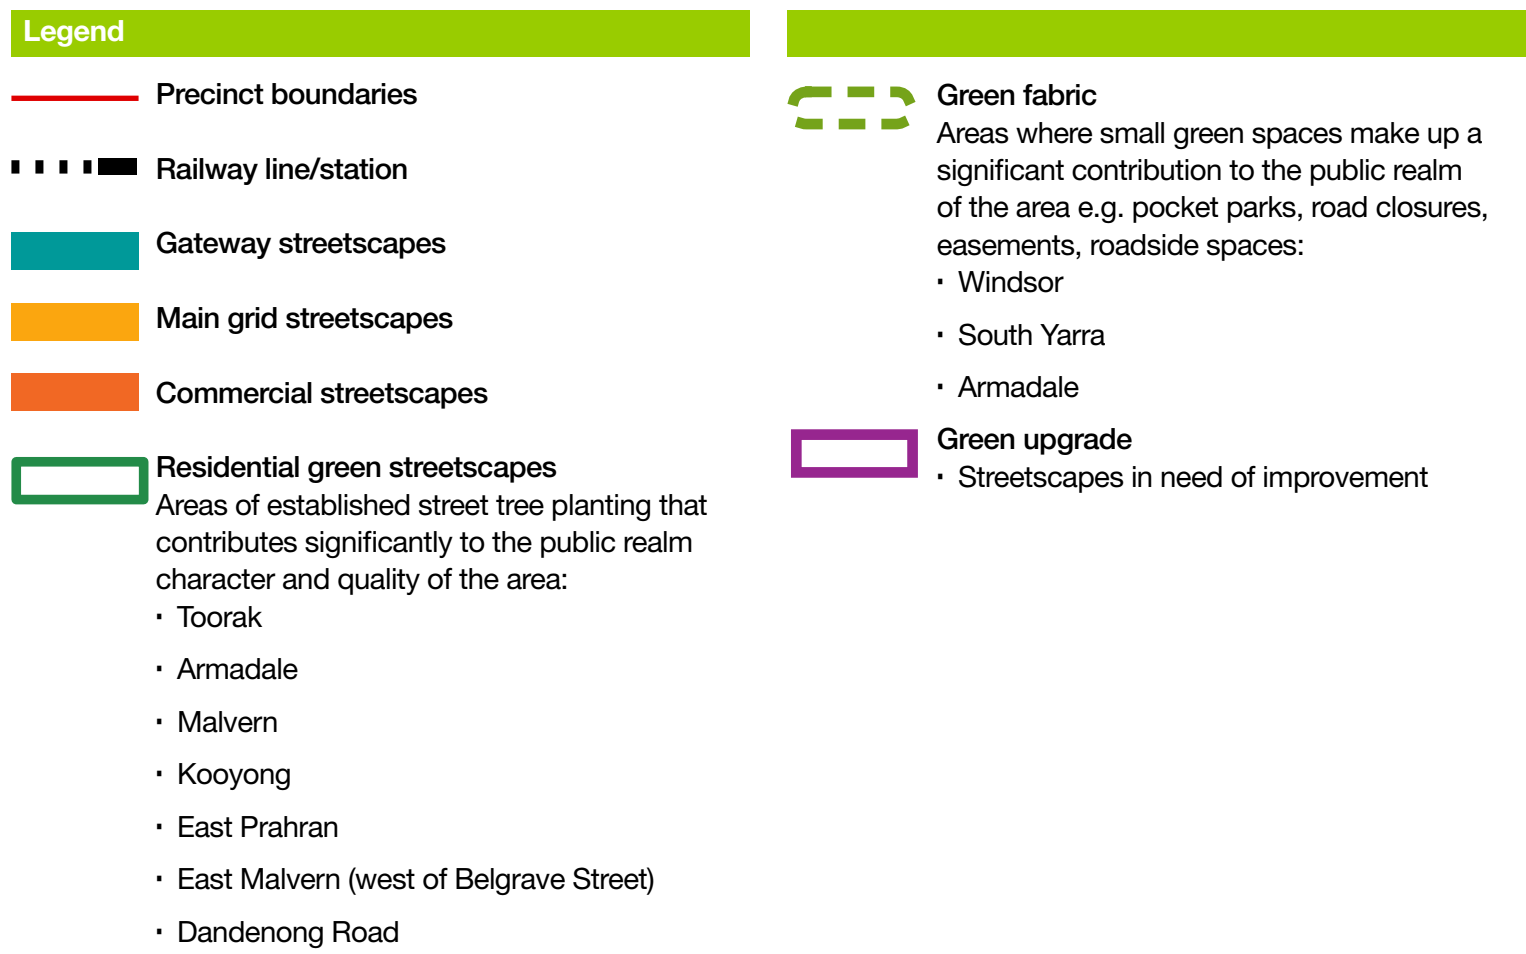 Legend
Precinct boundaries
Railway line/station
Gateway streetscapes
Main grid streetscapes
Commercial streetscapes
Residential green streetscapes
Areas of established street tree planting that
contributes significantly to the public realm
character and quality of the area:
· Toorak
· Armadale
· Malvern
· Kooyong
· East Prahran
· East Malvern (west of Belgrave Street)
· Dandenong Road
Green fabric
Areas where small green spaces make up a
significant contribution to the public realm
of the area e.g. pocket parks, road closures,
easements, roadside spaces:
· Windsor
· South Yarra
· Armadale
Green upgrade
· Streetscapes in need of improvement